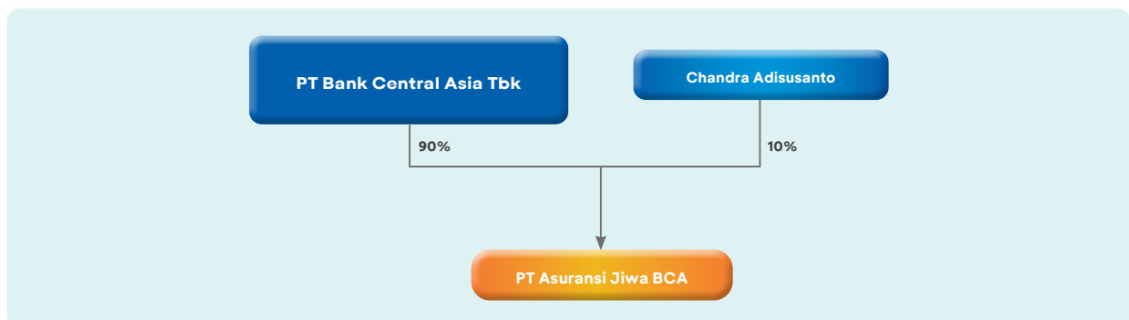 PT Bank Central Asia Tbk
Chandra Adisusanto
90%
10%
PT Asuransi Jiwa BCA